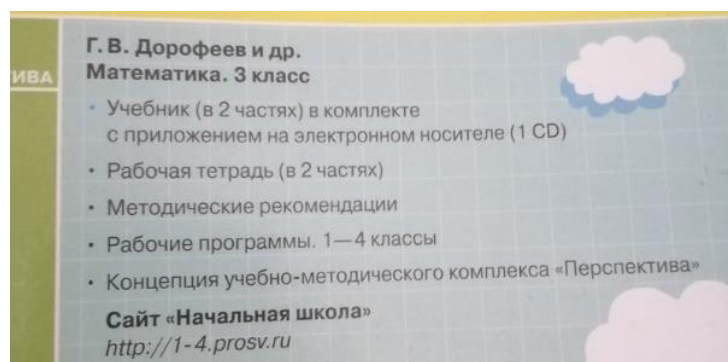 ИВА
Г. В. Дорофеев и др.
Математика. 3 класс
• Учебник (в 2 частях) в комплекте
с приложением на электронном носителе (1 CD)
• Рабочая тетрадь (в 2 частях)
• Методические рекомендации
• Рабочие программы. 1—4 классы
• Концепция учебно-методического комплекса «Перспектива»
Сайт «Начальная школа»
http://1-4.prosv.ru